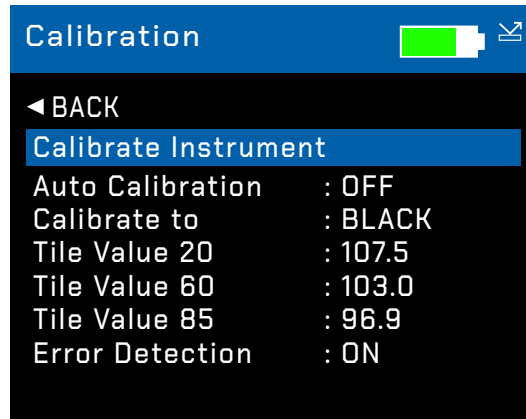 Calibration
◄ BACK
Calibrate Instrument
Auto Calibration : OFF
Calibrate to : BLACK
Tile Value 20 : 107.5
Tile Value 60 : 103.0
Tile Value 85 : 96.9
Error Detection : ON